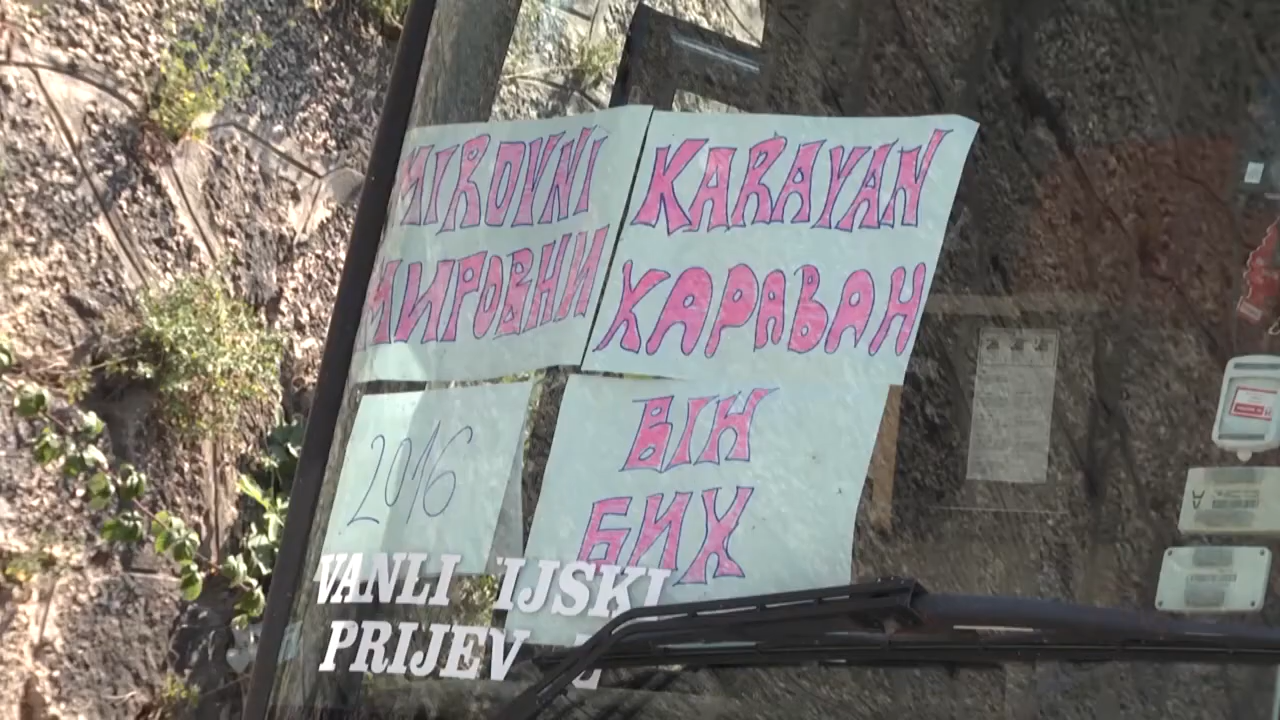 MIROVNI KARAVAN
МИРОВНИ КАРАВАН
2016
BIH
БИХ
VANLI IJSKI
PRIJEV